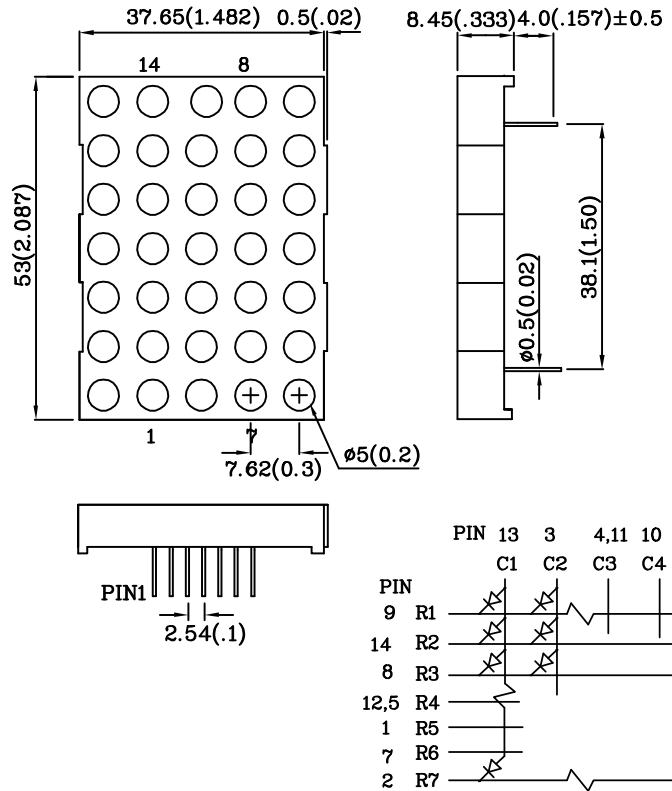 37.65(1.482) 0.5(.02)
8.45(.333) 4.0(.157)±0.5
14 8
53(2.087)
38.1(1.50)
ø0.5(0.02)
1 7
7.62(0.3)
ø5(0.2)
PIN1
2.54(.1)
PIN 13 3 4,11 10
C1 C2 C3 C4
PIN
9 R1
14 R2
8 R3
12,5 R4
1 R5
7 R6
2 R7